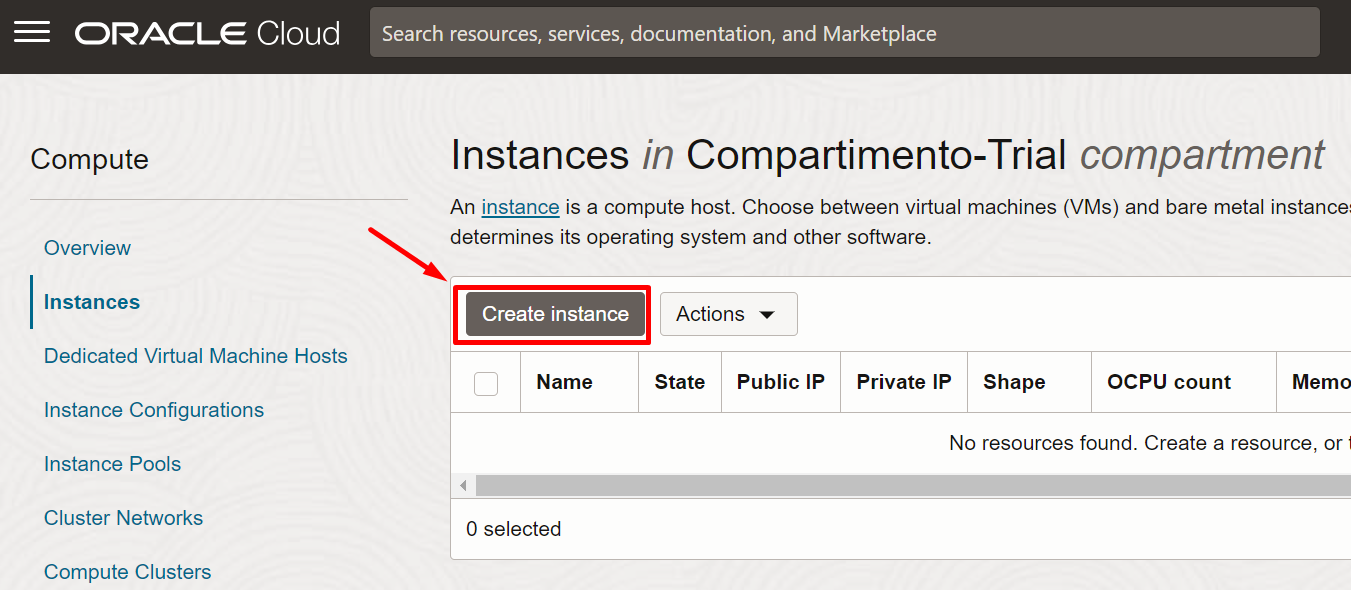 ORACLE Cloud
Search resources, services, documentation, and Marketplace
Compute
Overview
Instances
Dedicated Virtual Machine Hosts
Instance Configurations
Instance Pools
Cluster Networks
Compute Clusters
Instances in Compartimento-Trial compartment
An instance is a compute host. Choose between virtual machines (VMs) and bare metal instances
determines its operating system and other software.
Create instance
Actions
Name State Public IP Private IP Shape OCPU count Memo
No resources found. Create a resource, or t
0 selected